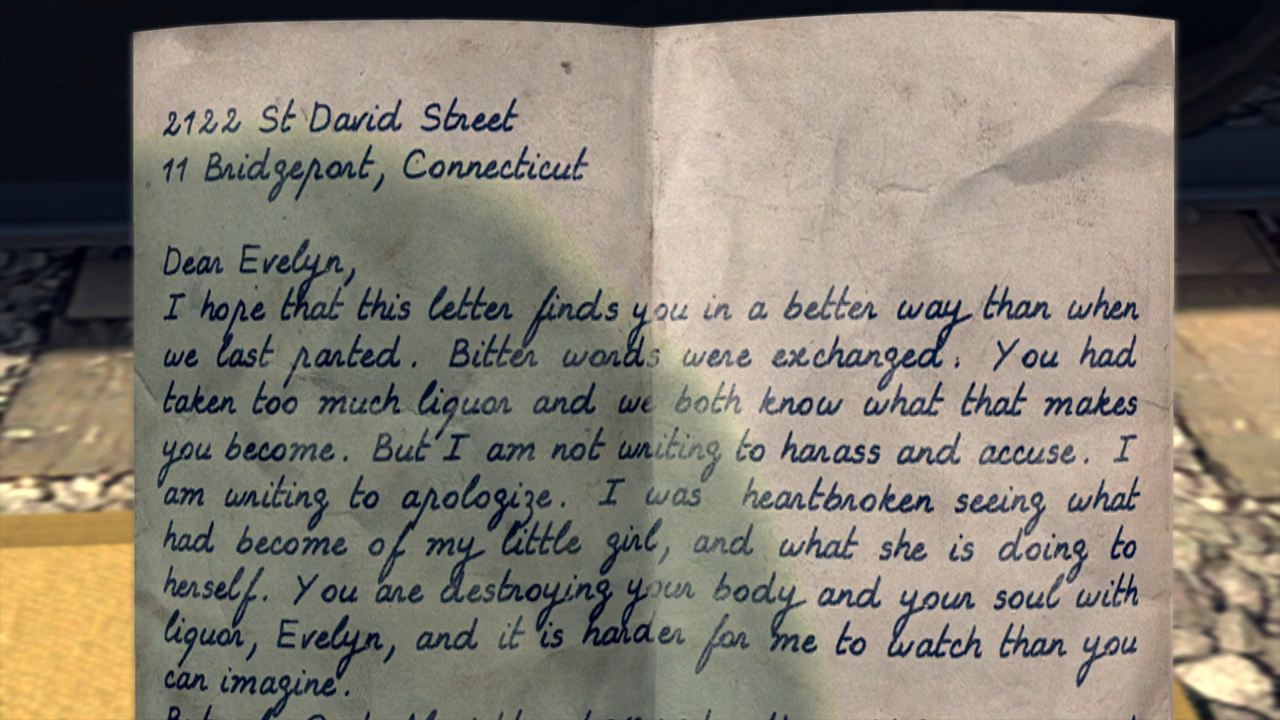 2122 St David Street
11 Bridgeport, Connecticut
Dear Evelyn,
I hope that this letter finds you in a better way than when
we last parted. Bitter words were exchanged. You had
taken too much liquor and we both know what that makes
you become. But I am not writing to harass and accuse. I
am writing to apologize. I was heartbroken seeing what
had become of my little girl, and what she is doing to
herself. You are destroying your body and your soul with
liquor, Evelyn, and it is harder for me to watch than you
can imagine.